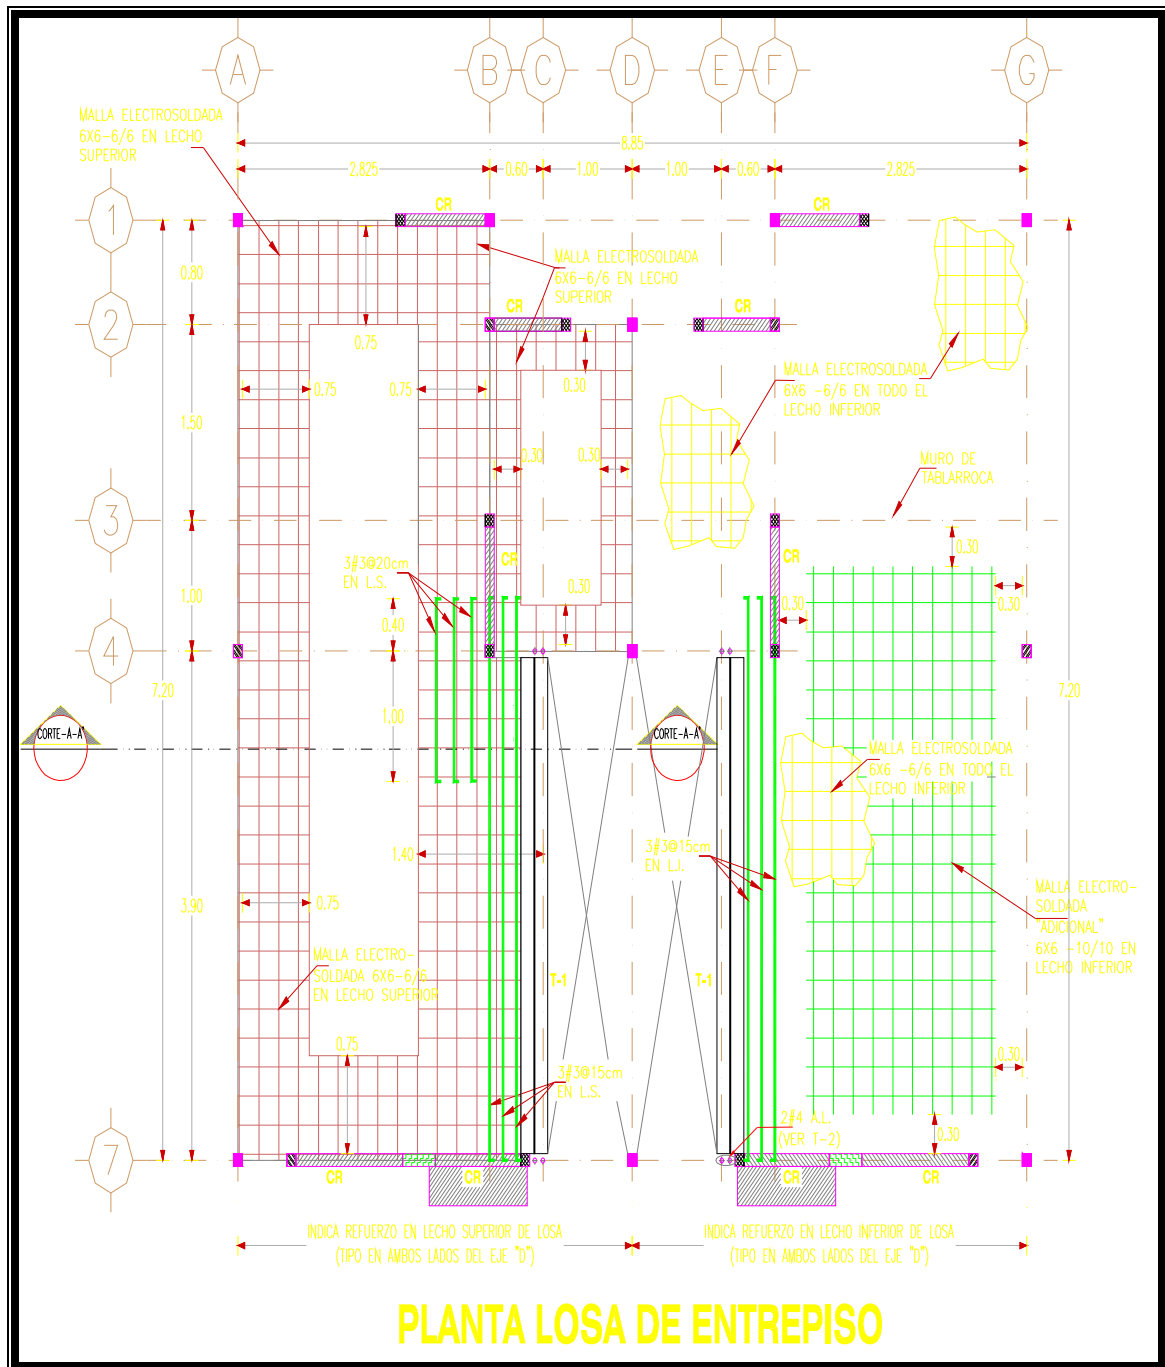 A
B
C
D
E
F
G
MALLA ELECTROSOLDADA
6X6-6/6 EN LECHO
SUPERIOR
8.85
2.825
0.60
1.00
1.00
0.60
2.825
1
CR
CR
0.80
MALLA ELECTROSOLDADA
6X6-6/6 EN LECHO
SUPERIOR
2
CR
CR
0.75
0.75
0.75
0.30
MALLA ELECTROSOLDADA
6X6 -6/6 EN TODO EL
LECHO INFERIOR
1.50
0.30
0.30
MURO DE
TABLARROCA
3
0.30
CR
CR
3#3@20cm
EN L.S.
1.00
0.40
0.30
0.30
0.30
4
7.20
7.20
1.00
CORTE-A-A'
CORTE-A-A'
MALLA ELECTROSOLDADA
6X6 -6/6 EN TODO EL
LECHO INFERIOR
1.40
3#3@15cm
EN L.I.
3.90
0.75
MALLA ELECTRO-
SOLDADA
"ADICIONAL"
6X6 -10/10 EN
LECHO INFERIOR
MALLA ELECTRO-
SOLDADA 6X6-6/6
EN LECHO SUPERIOR
T-1
T-1
0.75
0.30
3#3@15cm
EN L.S.
2#4 A.L.
(VER T-2)
0.30
7
CR
CR
CR
CR
INDICA REFUERZO EN LECHO SUPERIOR DE LOSA
(TIPO EN AMBOS LADOS DEL EJE "D")
INDICA REFUERZO EN LECHO INFERIOR DE LOSA
(TIPO EN AMBOS LADOS DEL EJE "D")
PLANTA LOSA DE ENTREPISO